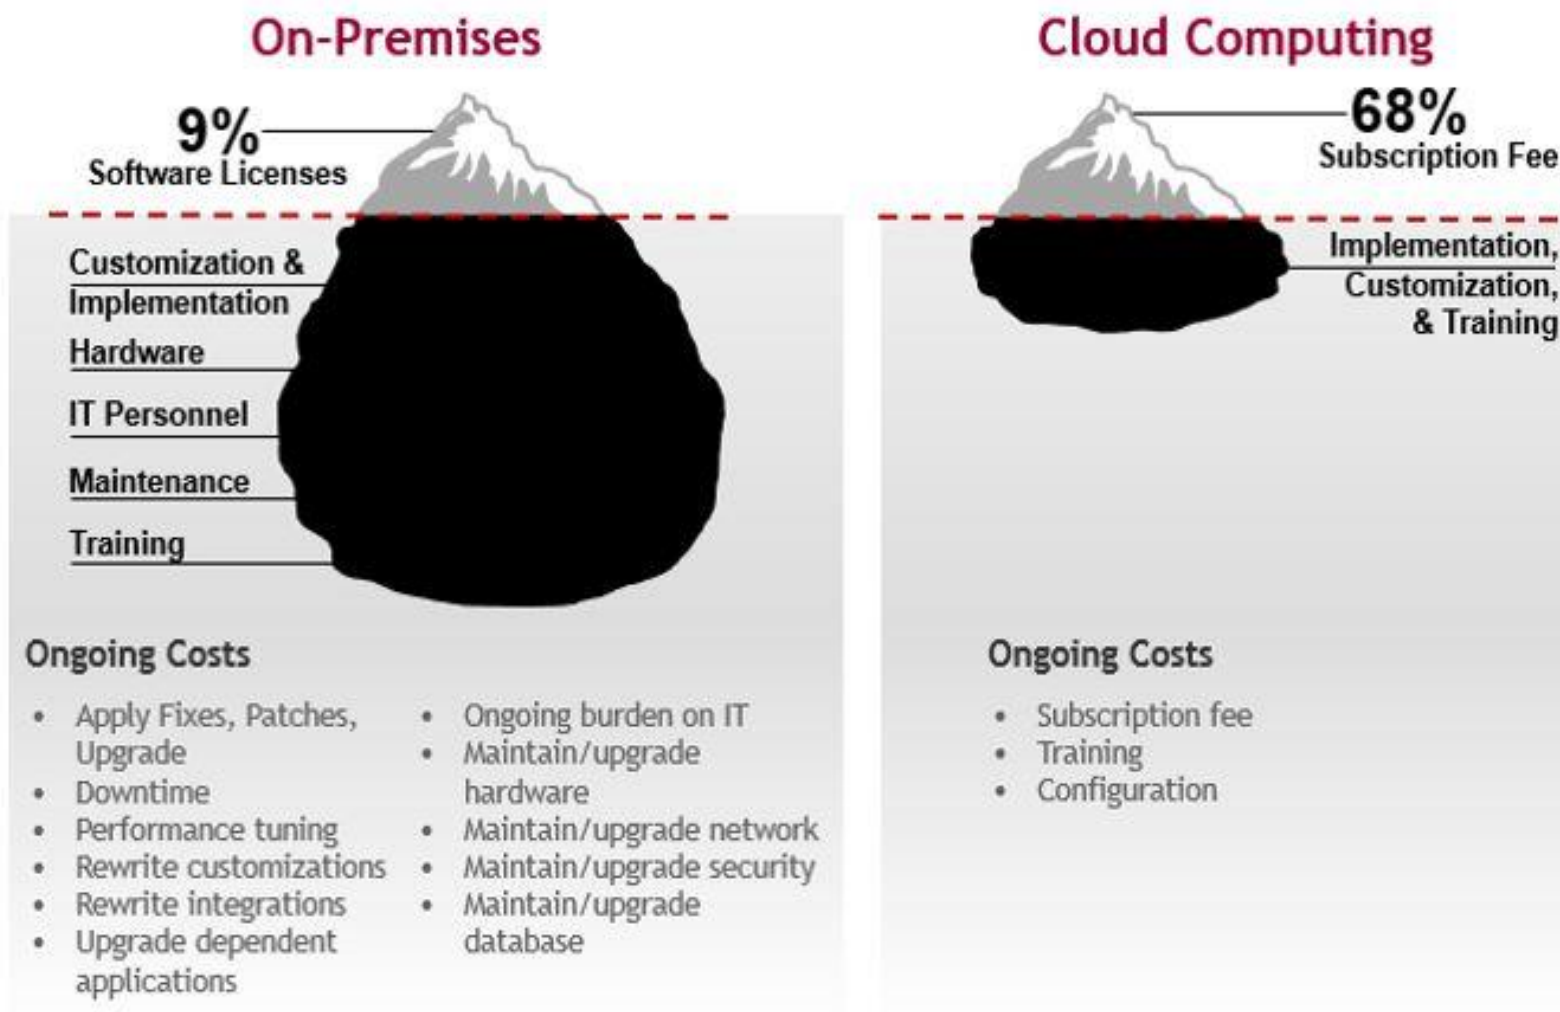 On-Premises
9%
Software Licenses
Customization &
Implementation
Hardware
IT Personnel
Maintenance
Training
Ongoing Costs
• Apply Fixes, Patches,
Upgrade
• Downtime
• Performance tuning
• Rewrite customizations
• Rewrite integrations
• Upgrade dependent
applications
• Ongoing burden on IT
• Maintain/upgrade
hardware
• Maintain/upgrade network
• Maintain/upgrade security
• Maintain/upgrade
database
Cloud Computing
68%
Subscription Fee
Implementation,
Customization,
& Training
Ongoing Costs
• Subscription fee
• Training
• Configuration